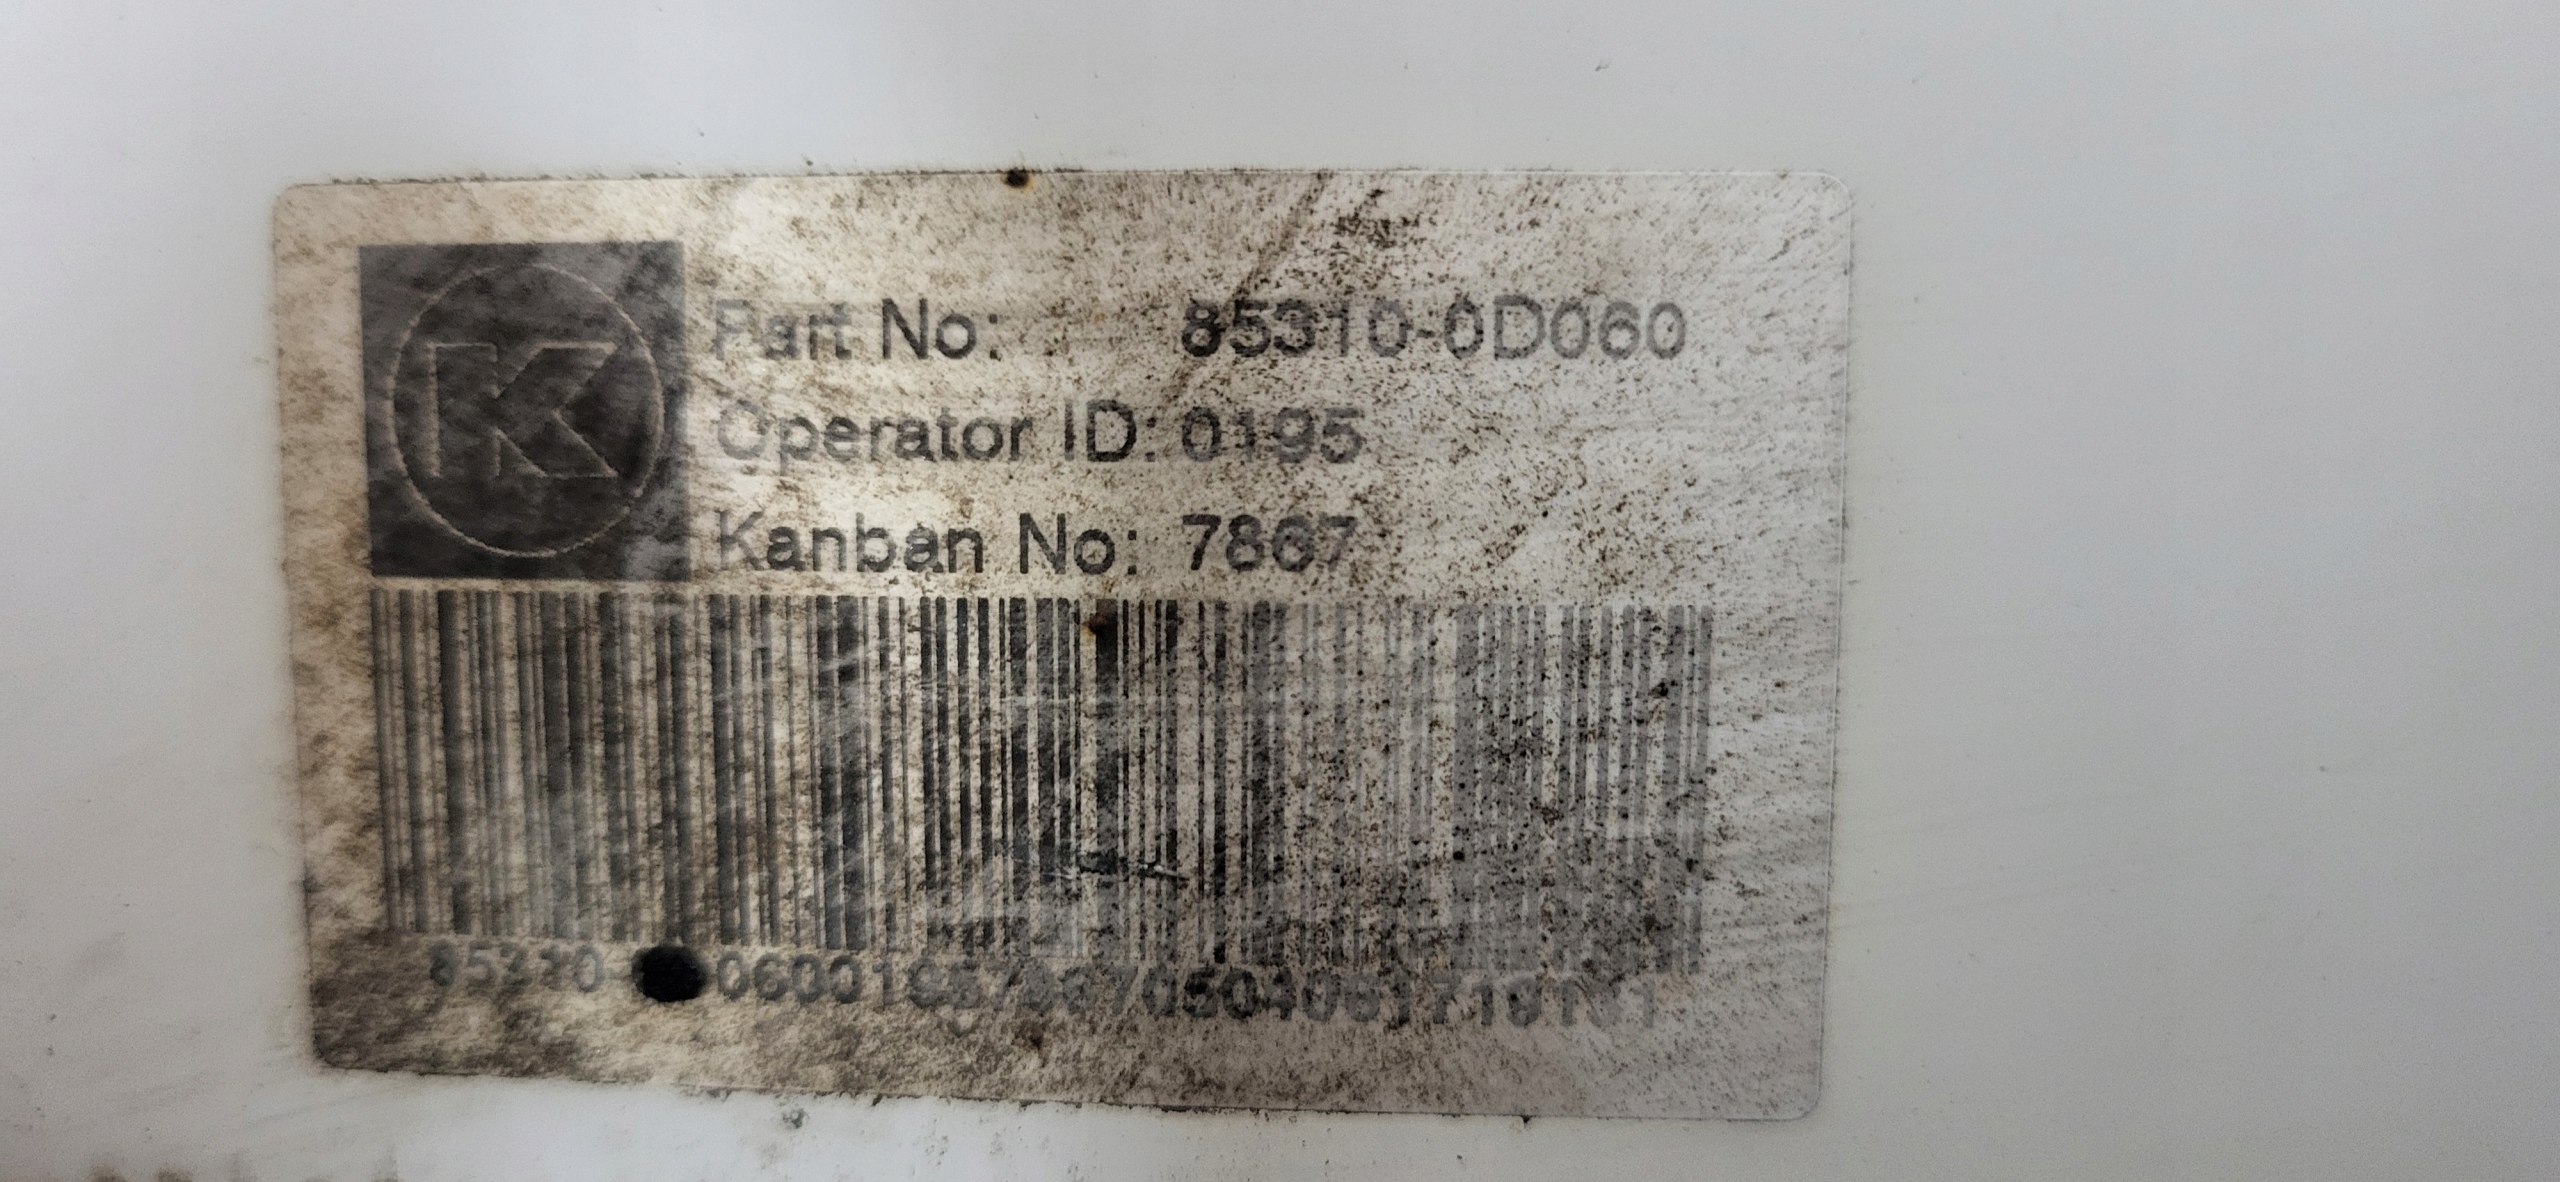 K
Part No: 85310-0D060
Operator ID: 0195
Kanban No: 7867